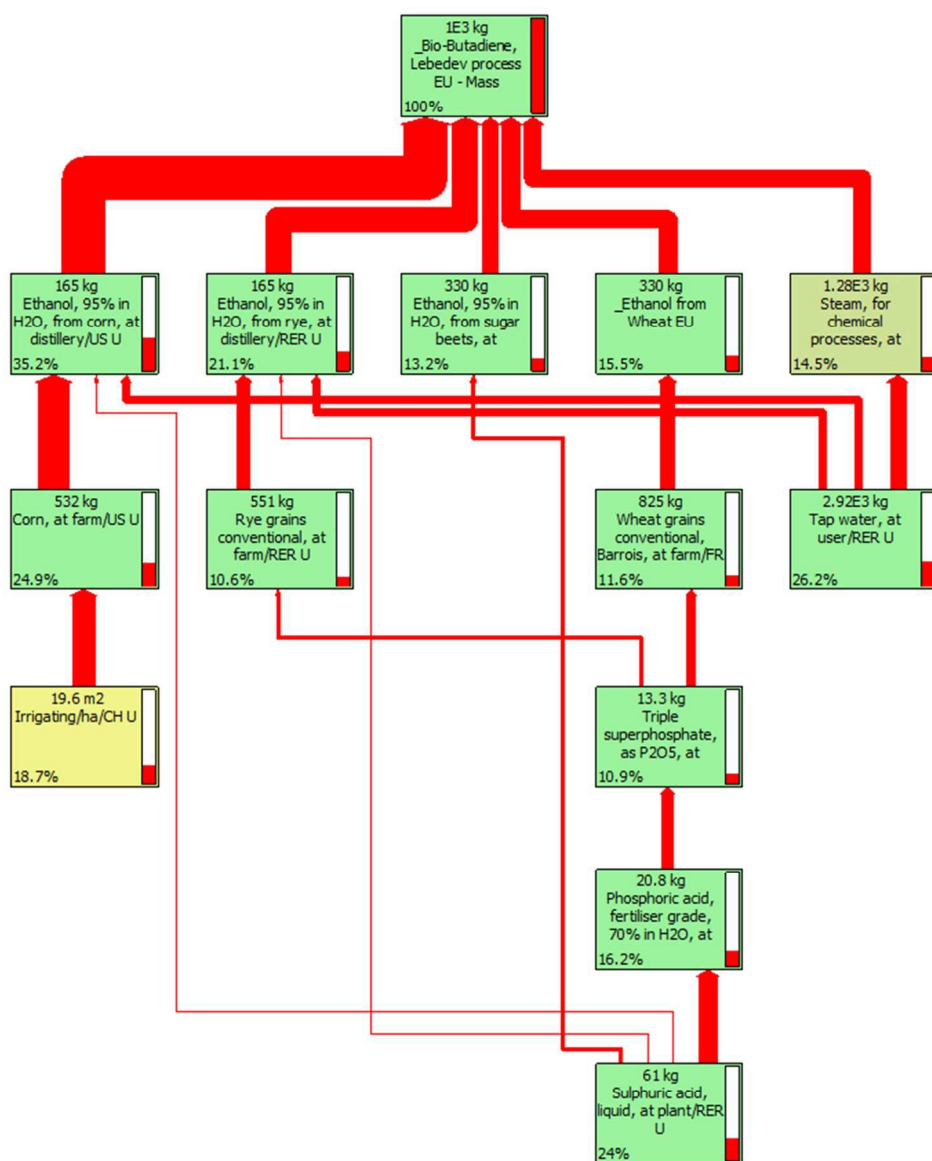 1E3 kg
_Bio-Butadiene,
Lebedev process
EU - Mass
100%
165 kg
Ethanol, 95% in
H2O, from corn, at
distillery/US U
35.2%
165 kg
Ethanol, 95% in
H2O, from rye, at
distillery/RER U
21.1%
330 kg
Ethanol, 95% in
H2O, from sugar
beets, at
13.2%
330 kg
_Ethanol from
Wheat EU
15.5%
1.28E3 kg
Steam, for
chemical
processes, at
14.5%
532 kg
Corn, at farm/US U
24.9%
551 kg
Rye grains
conventional, at
farm/RER U
10.6%
825 kg
Wheat grains
conventional,
Barrois, at farm/FR
11.6%
2.92E3 kg
Tap water, at
user/RER U
26.2%
19.6 m2
Irrigating/ha/CH U
18.7%
13.3 kg
Triple
superphosphate,
as P2O5, at
10.9%
20.8 kg
Phosphoric acid,
fertiliser grade,
70% in H2O, at
16.2%
61 kg
Sulphuric acid,
liquid, at plant/RER
U
24%